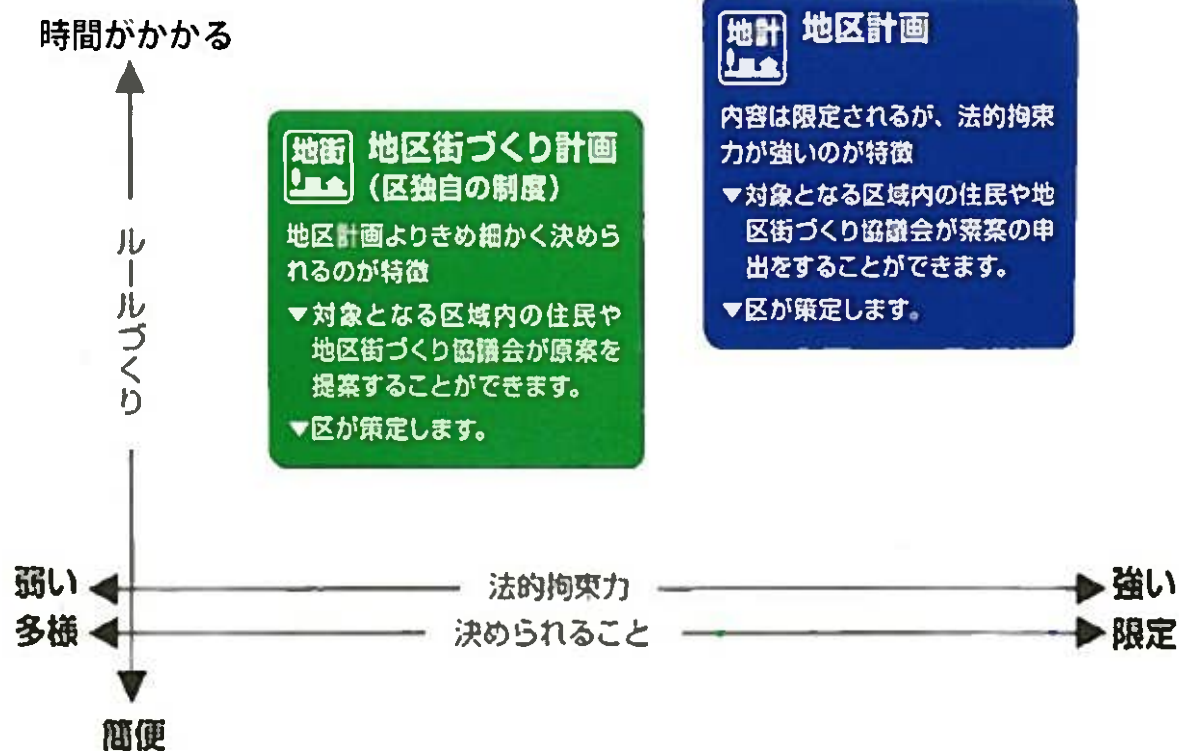 時間がかかる
ルールづくり
簡便
地街
地区街づくり計画
(区独自の制度)
地区計画よりきめ細かく決めら
れるのが特徴
▼対象となる区域内の住民や
地区街づくり協議会が原案を
提案することができます。
▼区が策定します。
地計
地区計画
内容は限定されるが、法的拘束
力が強いのが特徴
▼対象となる区域内の住民や地
区街づくり協議会が素案の申
出をすることができます。
▼区が策定します。
弱い 法的拘束力 強い
多様 決められること 限定